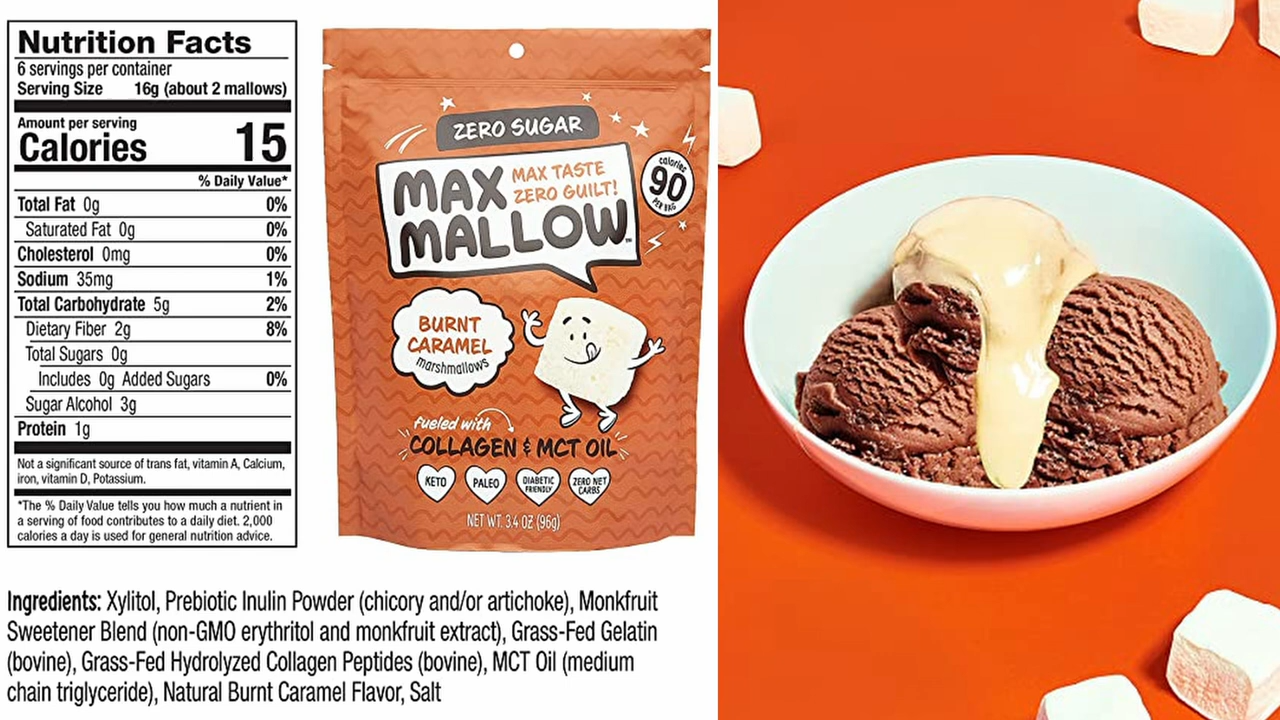 Nutrition Facts
6 servings per container
Serving Size 16g (about 2 mallows)
Amount per serving
Calories 15
% Daily Value*
Total Fat 0g 0%
Saturated Fat 0g 0%
Cholesterol 0mg 0%
Sodium 35mg 1%
Total Carbohydrate 5g 2%
Dietary Fiber 2g 8%
Total Sugars 0g
Includes 0g Added Sugars 0%
Sugar Alcohol 3g
Protein 1g
Not a significant source of trans fat, vitamin A, Calcium,
iron, vitamin D, Potassium.
*The % Daily Value tells you how much a nutrient in
a serving of food contributes to a daily diet. 2,000
calories a day is used for general nutrition advice.
ZERO SUGAR
MAX MALLOW™
MAX TASTE
ZERO GUILT!
calories
90
PER BAG
BURNT
CARAMEL
marshmallows
fueled with
COLLAGEN & MCT OIL
KETO
PALEO
DIABETIC
FRIENDLY
ZERO NET
CARBS
NET WT. 3.4 OZ (96g)
Ingredients: Xylitol, Prebiotic Inulin Powder (chicory and/or artichoke), Monkfruit
Sweetener Blend (non-GMO erythritol and monkfruit extract), Grass-Fed Gelatin
(bovine), Grass-Fed Hydrolyzed Collagen Peptides (bovine), MCT Oil (medium
chain triglyceride), Natural Burnt Caramel Flavor, Salt